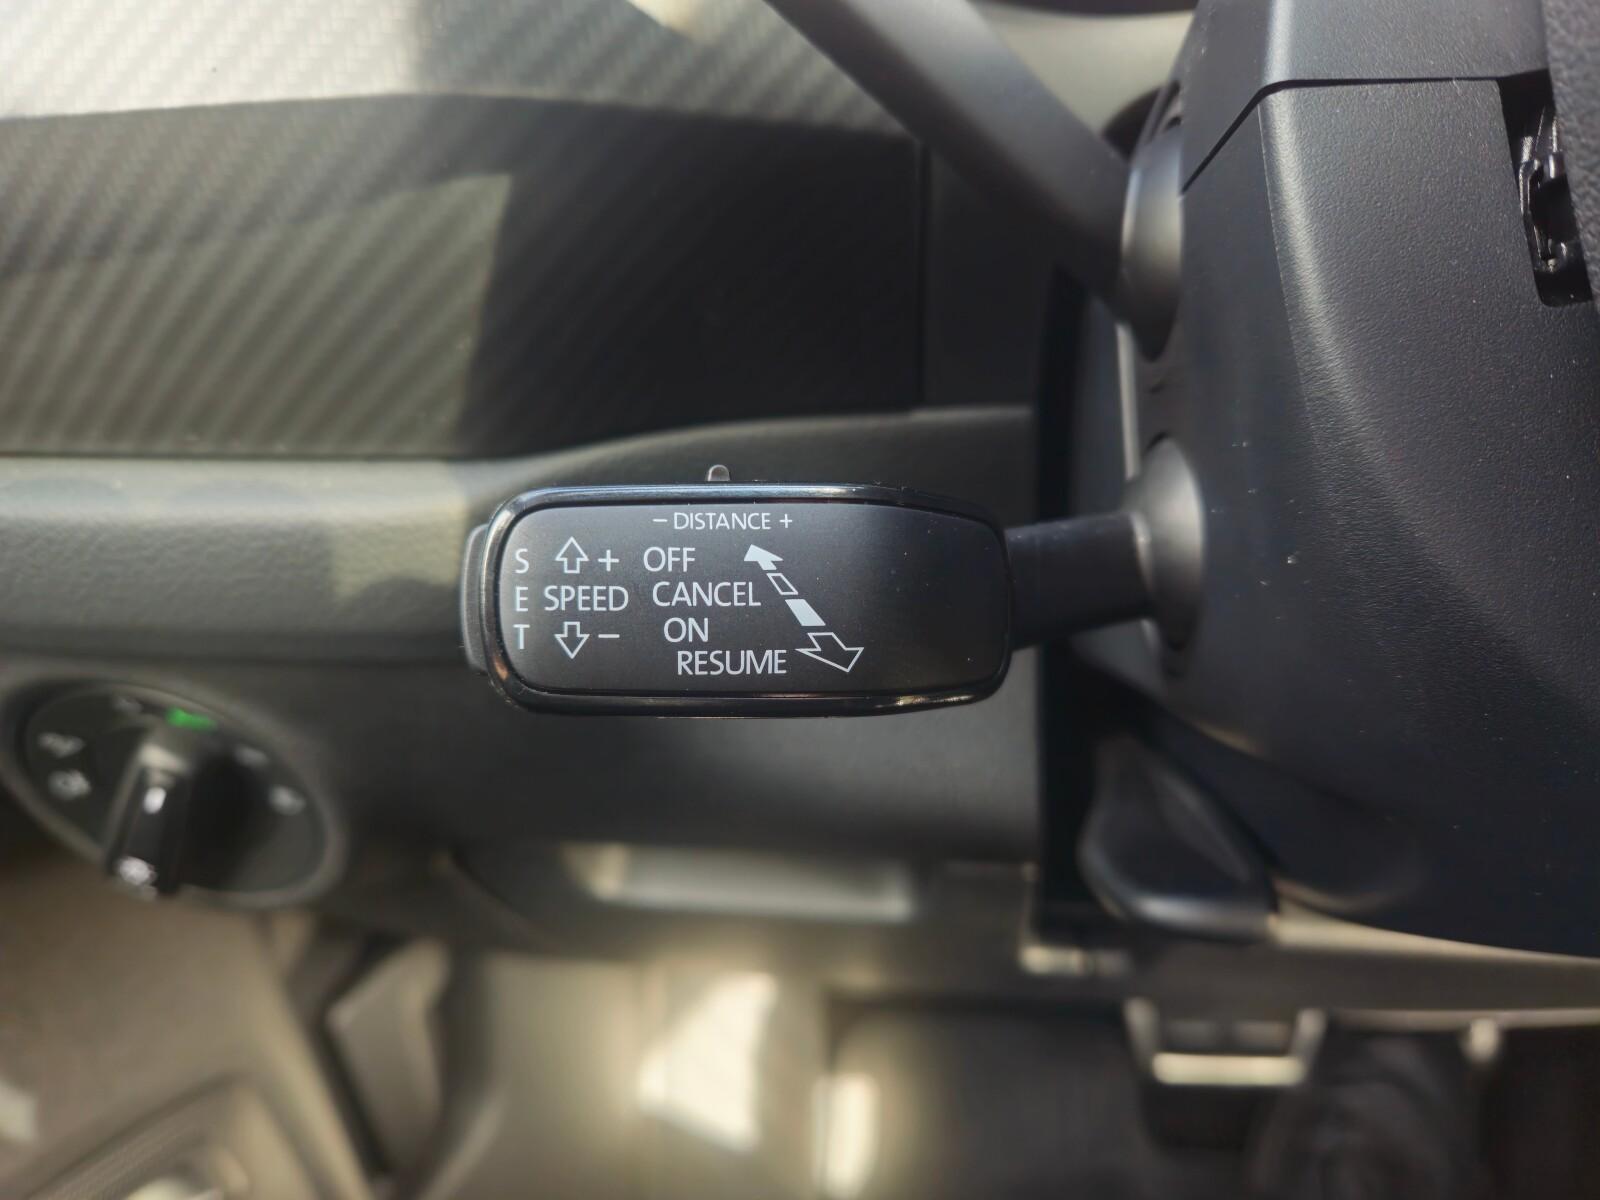 - DISTANCE +
S + OFF
E SPEED CANCEL
T - ON
RESUME